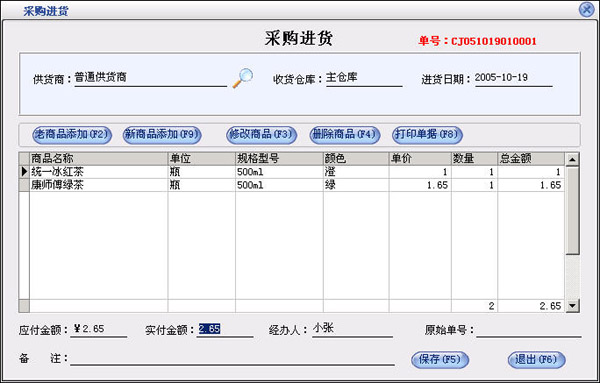 采购进货
采购进货 单号：CJ051019010001
供货商：普通供货商 收货仓库：主仓库 进货日期：2005-10-19
老商品添加(F2) 新商品添加(F9) 修改商品(F3) 删除商品(F4) 打印单据(F8)
商品名称 单位 规格型号 颜色 单价 数量 总金额
统一冰红茶 瓶 500ml 澄 1 1 1
康师傅绿茶 瓶 500ml 绿 1.65 1 1.65
2 2.65
应付金额：￥2.65 实付金额：2.65 经办人：小张 原始单号：
备 注： 保存(F5) 退出(F6)